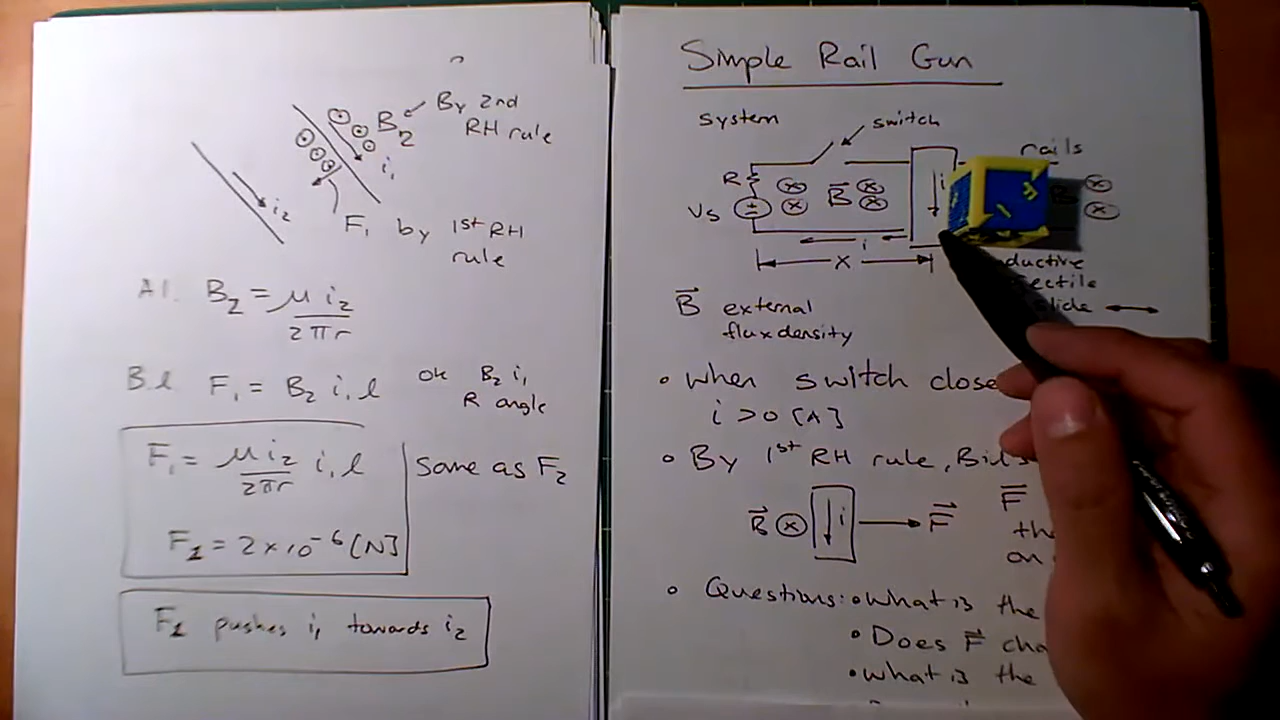 B₂ By 2nd
RH rule
i₁
i₂
F₁ by 1st RH
rule
A1. B₂ = μ i₂ / 2πr
B.l F₁ = B₂ i₁ l ok B₂ i₁
R angle
F₁ = μ i₂ / 2πr i₁ l Same as F₂
F₁ = 2×10⁻⁶ [N]
F₁ pushes i₁ towards i₂
Simple Rail Gun
system switch
rails
R B i
Vs
i
x
B external
flux density
• When switch close
i > 0 [A]
• By 1st RH rule,
B i F F
on
• Questions: • What is the
• Does F
• what is the